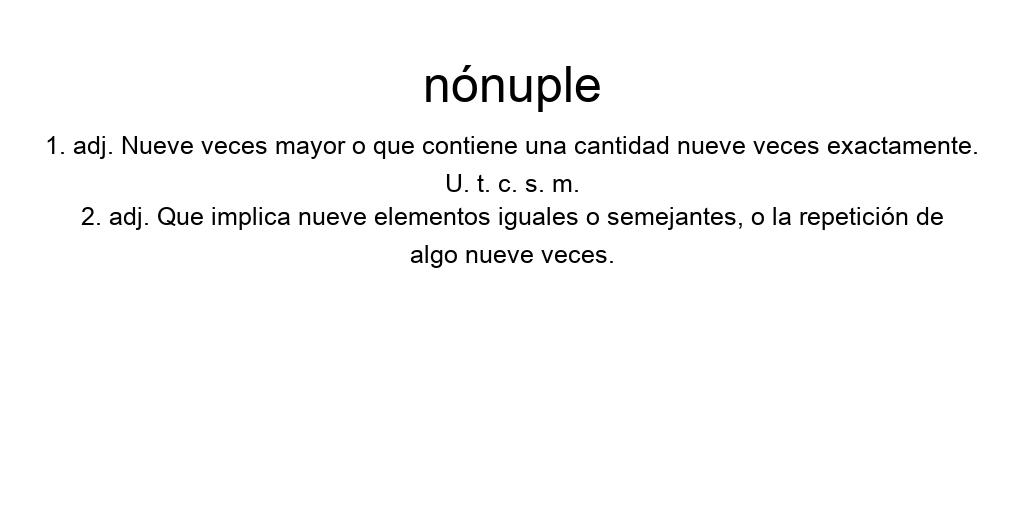 nónuple
1. adj. Nueve veces mayor o que contiene una cantidad nueve veces exactamente.
U. t. c. s. m.
2. adj. Que implica nueve elementos iguales o semejantes, o la repetición de
algo nueve veces.